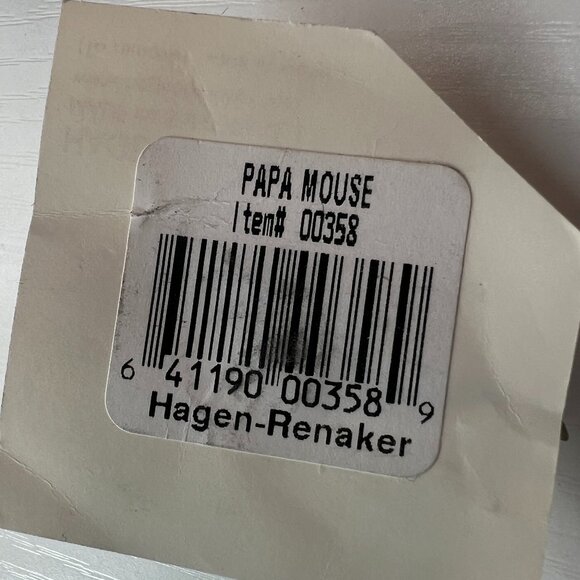 PAPA MOUSE
Item# 00358
6 41190 00358 9
Hagen-Renaker